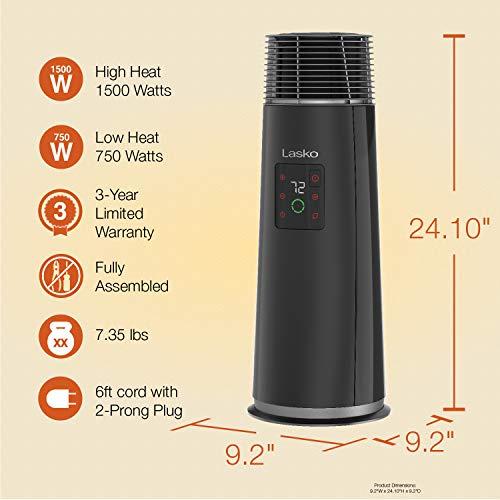 1500
W
High Heat
1500 Watts
750
W
Low Heat
750 Watts
3
3-Year
Limited
Warranty
Fully
Assembled
XX
7.35 lbs
6ft cord with
2-Prong Plug
Lasko
72
24.10"
9.2"
9.2"
Product Dimensions:
9.2"W x 24.10"H x 9.2"D